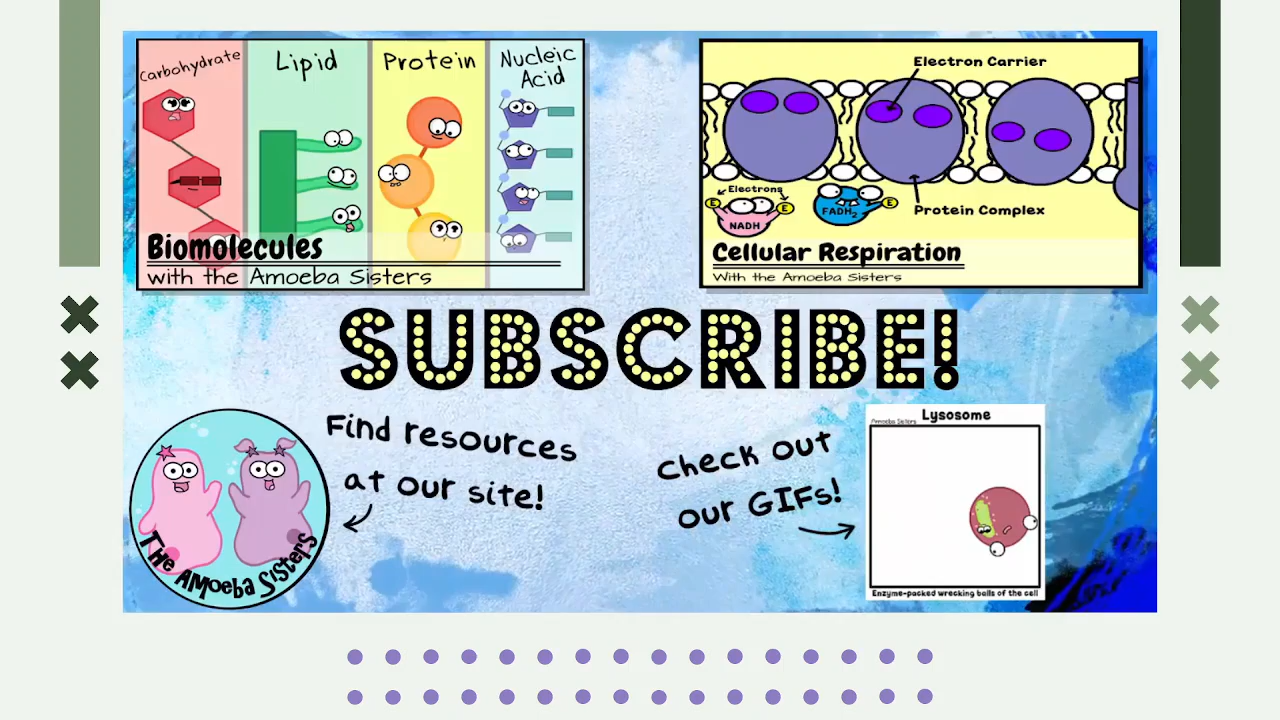 Carbohydrate
Lipid
Protein
Nucleic
Acid
Biomolecules
with the Amoeba Sisters
Electron Carrier
Electrons
E
E
NADH
E
FADH₂
Protein Complex
Cellular Respiration
With the Amoeba Sisters
SUBSCRIBE!
Find resources
at our site!
The Amoeba Sisters
Check out
our GIFs!
Lysosome
Amoeba Sisters
Enzyme-packed wrecking balls of the cell